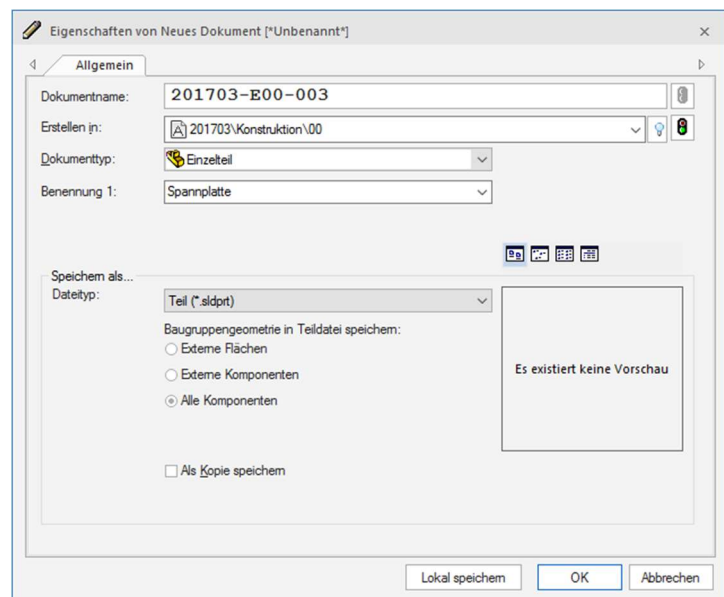 Eigenschaften von Neues Dokument [*Unbenannt*]
Allgemein
Dokumentname: 201703-E00-003
Erstellen in: 201703\Konstruktion\00
Dokumenttyp: Einzelteil
Benennung 1: Spannplatte
Speichern als...
Dateityp: Teil (*.sldprt)
Baugruppengeometrie in Teildatei speichern:
Externe Flächen
Externe Komponenten
Alle Komponenten
Es existiert keine Vorschau
Als Kopie speichern
Lokal speichern OK Abbrechen